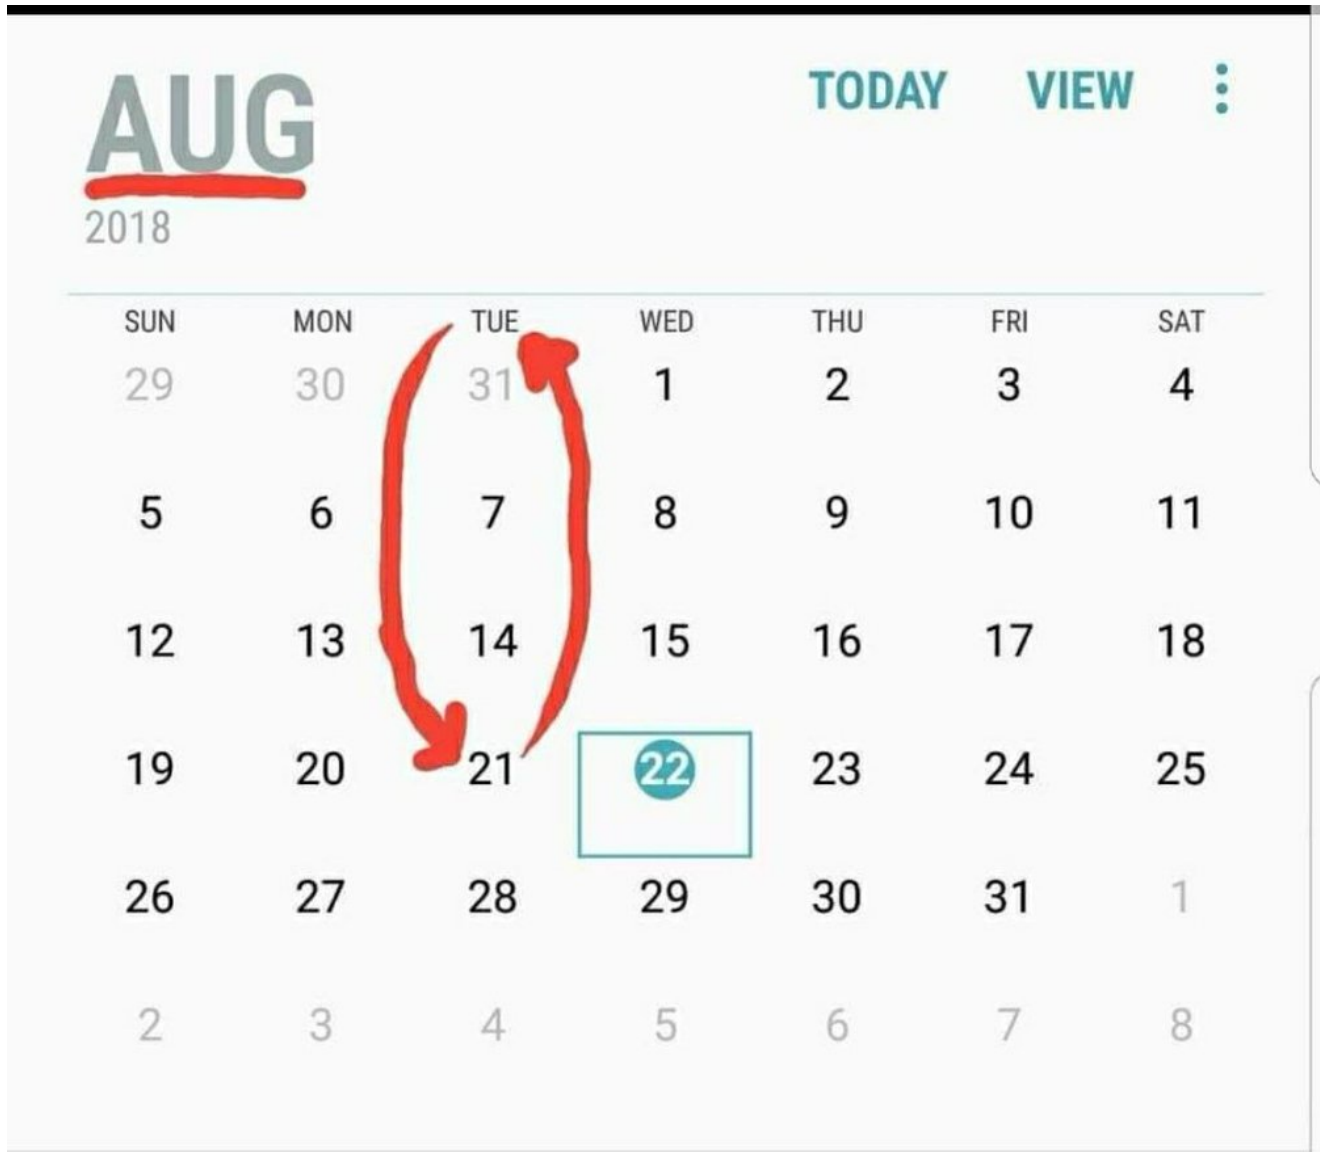 AUG
TODAY VIEW
2018
SUN MON TUE WED THU FRI SAT
29 30 31 1 2 3 4
5 6 7 8 9 10 11
12 13 14 15 16 17 18
19 20 21 22 23 24 25
26 27 28 29 30 31 1
2 3 4 5 6 7 8